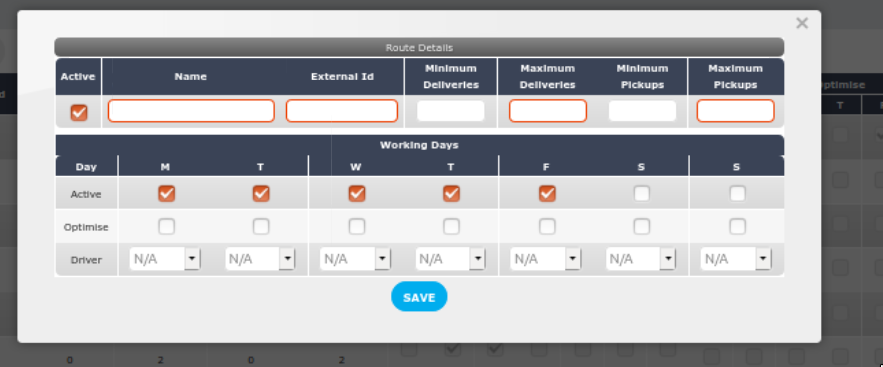 ×
Route Details
Active Name External Id Minimum Deliveries Maximum Deliveries Minimum Pickups Maximum Pickups
Working Days
Day M T W T F S S
Active
Optimise
Driver N/A N/A N/A N/A N/A N/A N/A
SAVE
d
ptimise
T
0 2 0 2